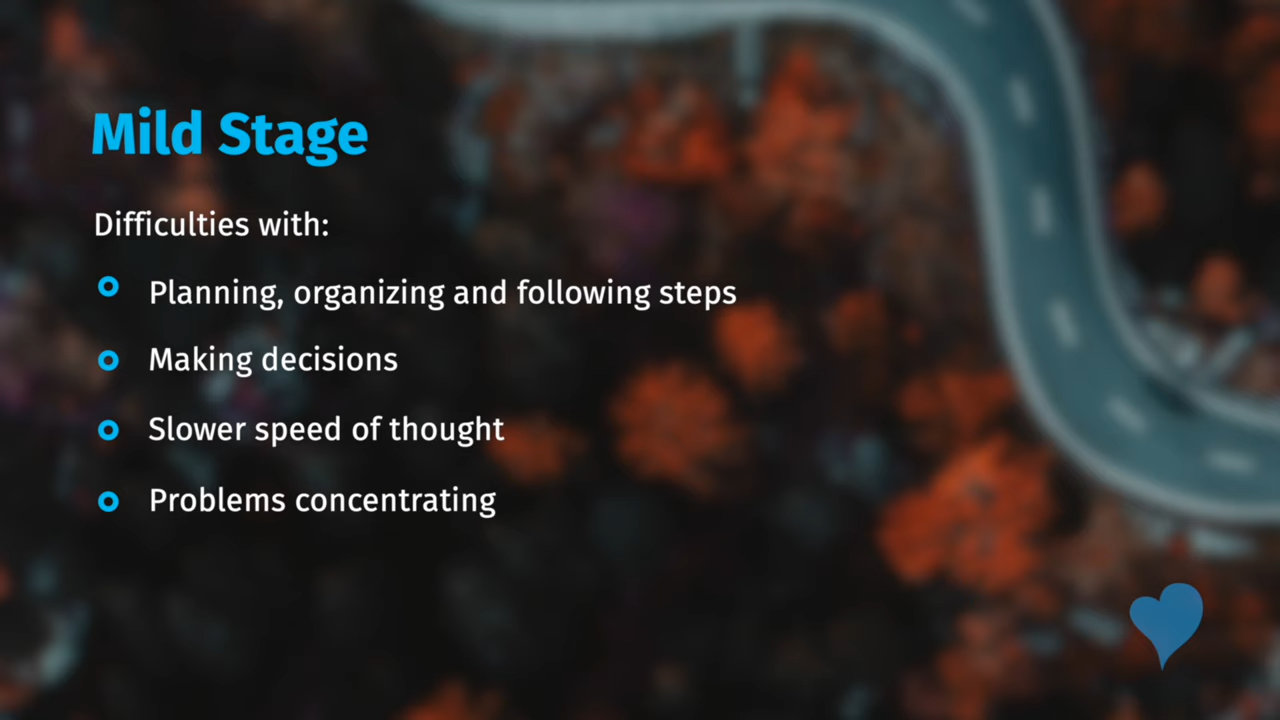 Mild Stage
Difficulties with:
Planning, organizing and following steps
Making decisions
Slower speed of thought
Problems concentrating